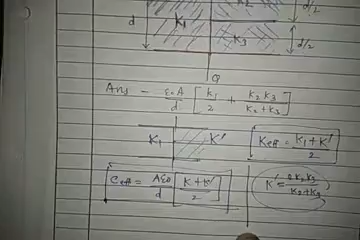 d
K₁
K₂
d/2
K₃
d/2
Q
Ans - ε₀A/d [ K₁/2 + K₂K₃/(K₂+K₃) ]
K₁ K' Keff = (K₁+K')/2
Ceff = Aε₀/d [ (K+K')/2 ] K' = 2K₂K₃/(K₂+K₃)